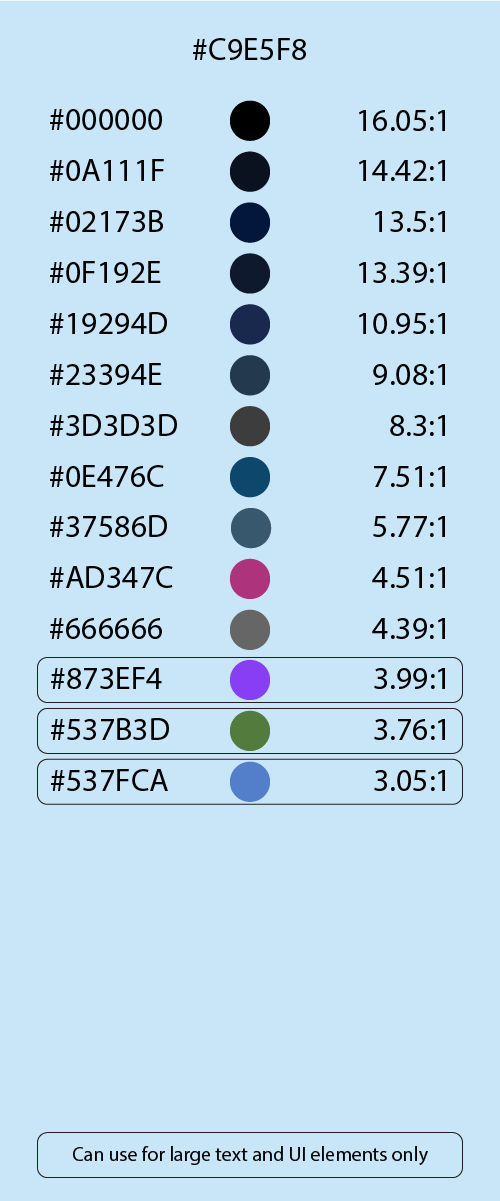 #C9E5F8
#000000 16.05:1
#0A111F 14.42:1
#02173B 13.5:1
#0F192E 13.39:1
#19294D 10.95:1
#23394E 9.08:1
#3D3D3D 8.3:1
#0E476C 7.51:1
#37586D 5.77:1
#AD347C 4.51:1
#666666 4.39:1
#873EF4 3.99:1
#537B3D 3.76:1
#537FCA 3.05:1
Can use for large text and UI elements only